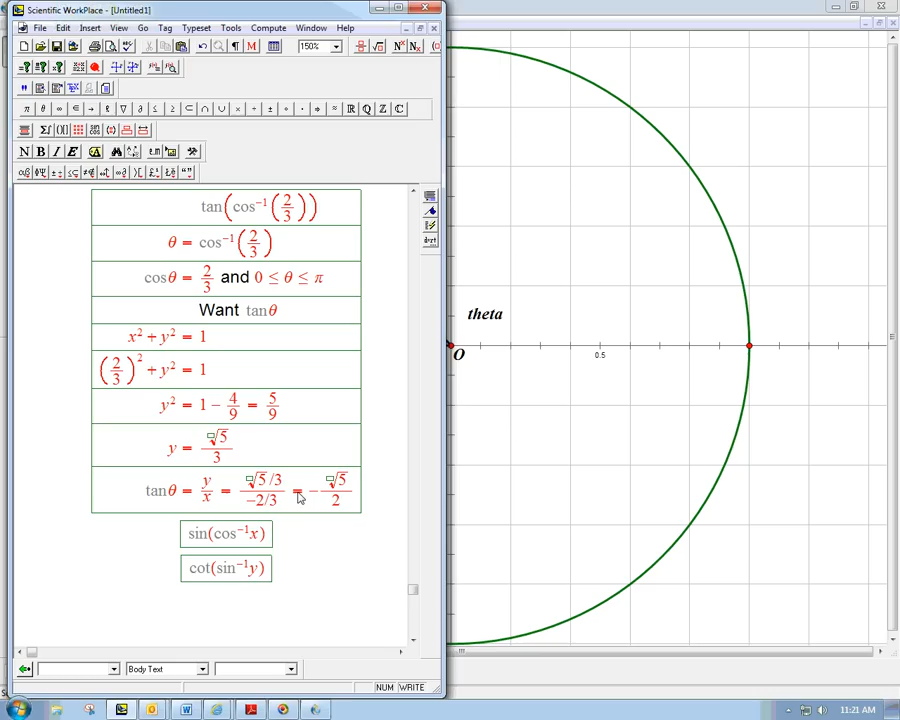 Scientific WorkPlace - [Untitled1]
File Edit View Insert Go Tag Typeset Tools Compute Window Help
150%
N B I E
tan(cos⁻¹(2/3))
θ = cos⁻¹(2/3)
cosθ = 2/3 and 0 ≤ θ ≤ π
Want tanθ
x² + y² = 1
(2/3)² + y² = 1
y² = 1 − 4/9 = 5/9
y = √5/3
tanθ = y/x = (√5/3)/(−2/3) = −√5/2
sin(cos⁻¹x)
cot(sin⁻¹y)
theta
O
0.5
Body Text
NUM WRITE
11:21 AM